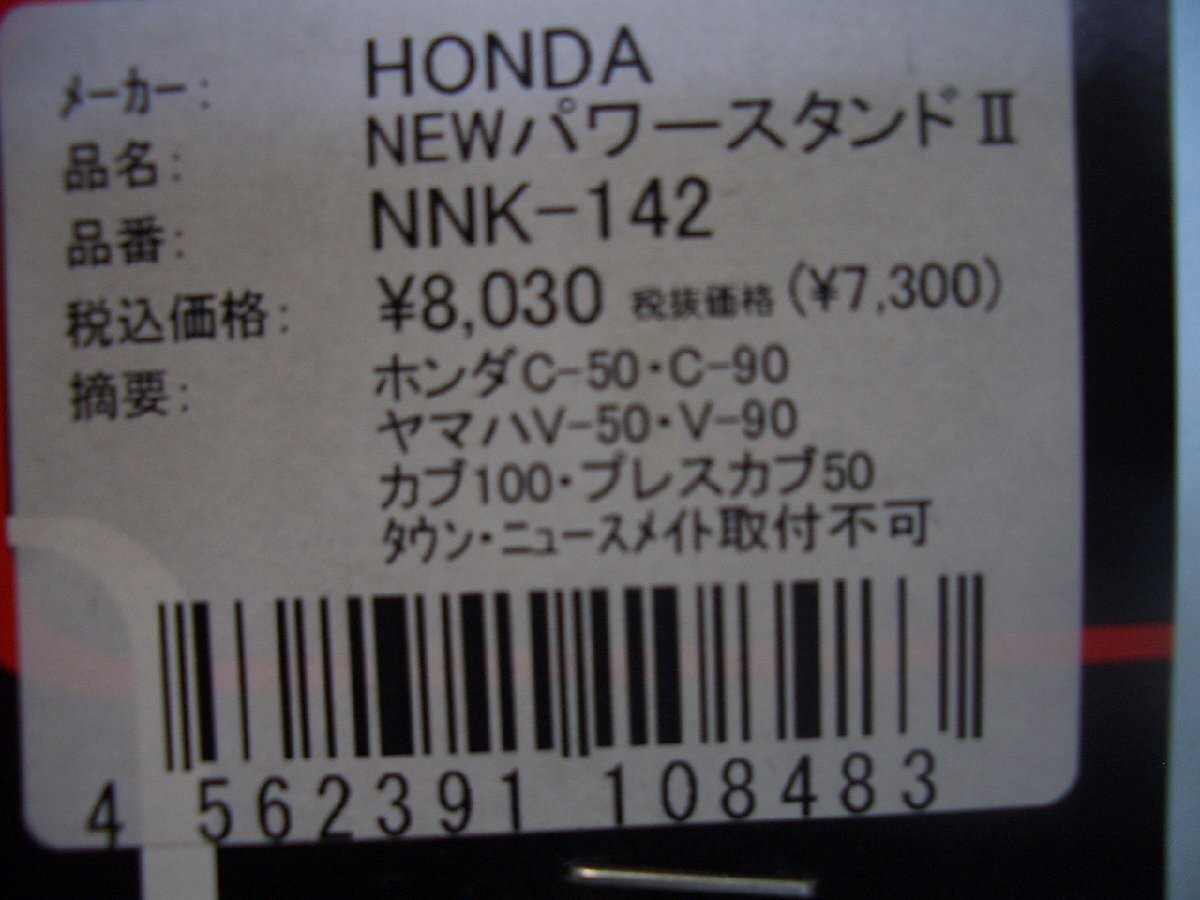 メーカー: HONDA
品名: NEWパワースタンドⅡ
品番: NNK-142
税込価格: ¥8,030 税抜価格 (¥7,300)
摘要: ホンダC-50・C-90
ヤマハV-50・V-90
カブ100・プレスカブ50
タウン・ニュースメイト取付不可
4 562391 108483